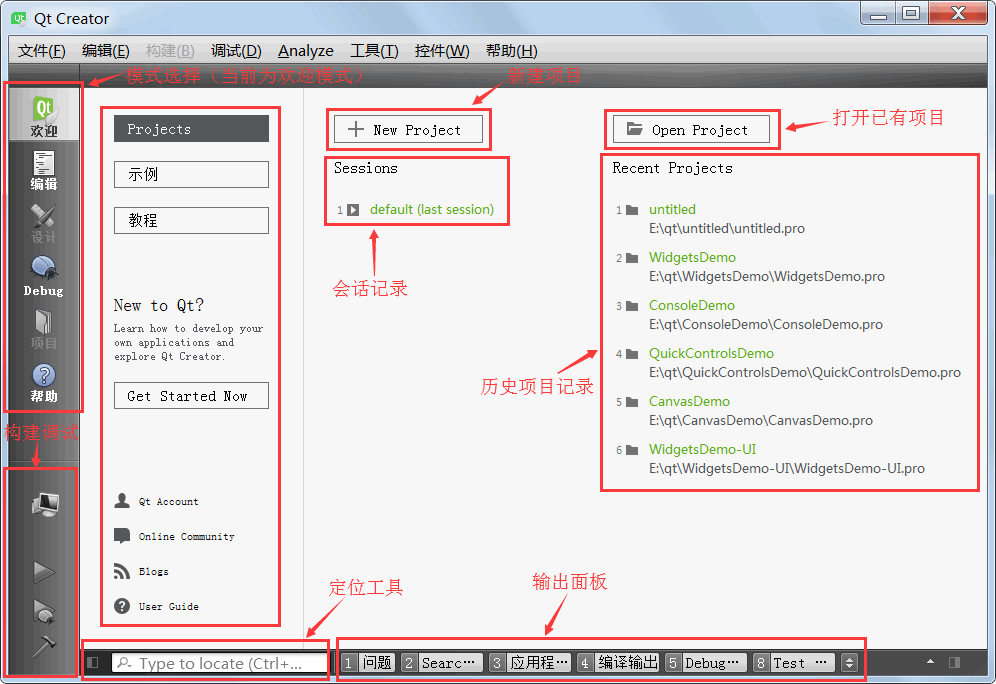 Qt Creator
文件(F) 编辑(E) 构建(B) 调试(D) Analyze 工具(T) 控件(W) 帮助(H)
模式选择（当前为欢迎模式）
新建项目
Qt
欢迎
编辑
设计
Debug
项目
帮助
构建调试
Projects
示例
教程
New to Qt?
Learn how to develop your
own applications and
explore Qt Creator.
Get Started Now
Qt Account
Online Community
Blogs
User Guide
New Project
Sessions
1 default (last session)
会话记录
Open Project
打开已有项目
Recent Projects
1 untitled
E:\qt\untitled\untitled.pro
2 WidgetsDemo
E:\qt\WidgetsDemo\WidgetsDemo.pro
3 ConsoleDemo
E:\qt\ConsoleDemo\ConsoleDemo.pro
4 QuickControlsDemo
E:\qt\QuickControlsDemo\QuickControlsDemo.pro
5 CanvasDemo
E:\qt\CanvasDemo\CanvasDemo.pro
6 WidgetsDemo-UI
E:\qt\WidgetsDemo-UI\WidgetsDemo-UI.pro
历史项目记录
定位工具
输出面板
Type to locate (Ctrl+...
1 问题 2 Searc… 3 应用程… 4 编译输出 5 Debug… 8 Test …